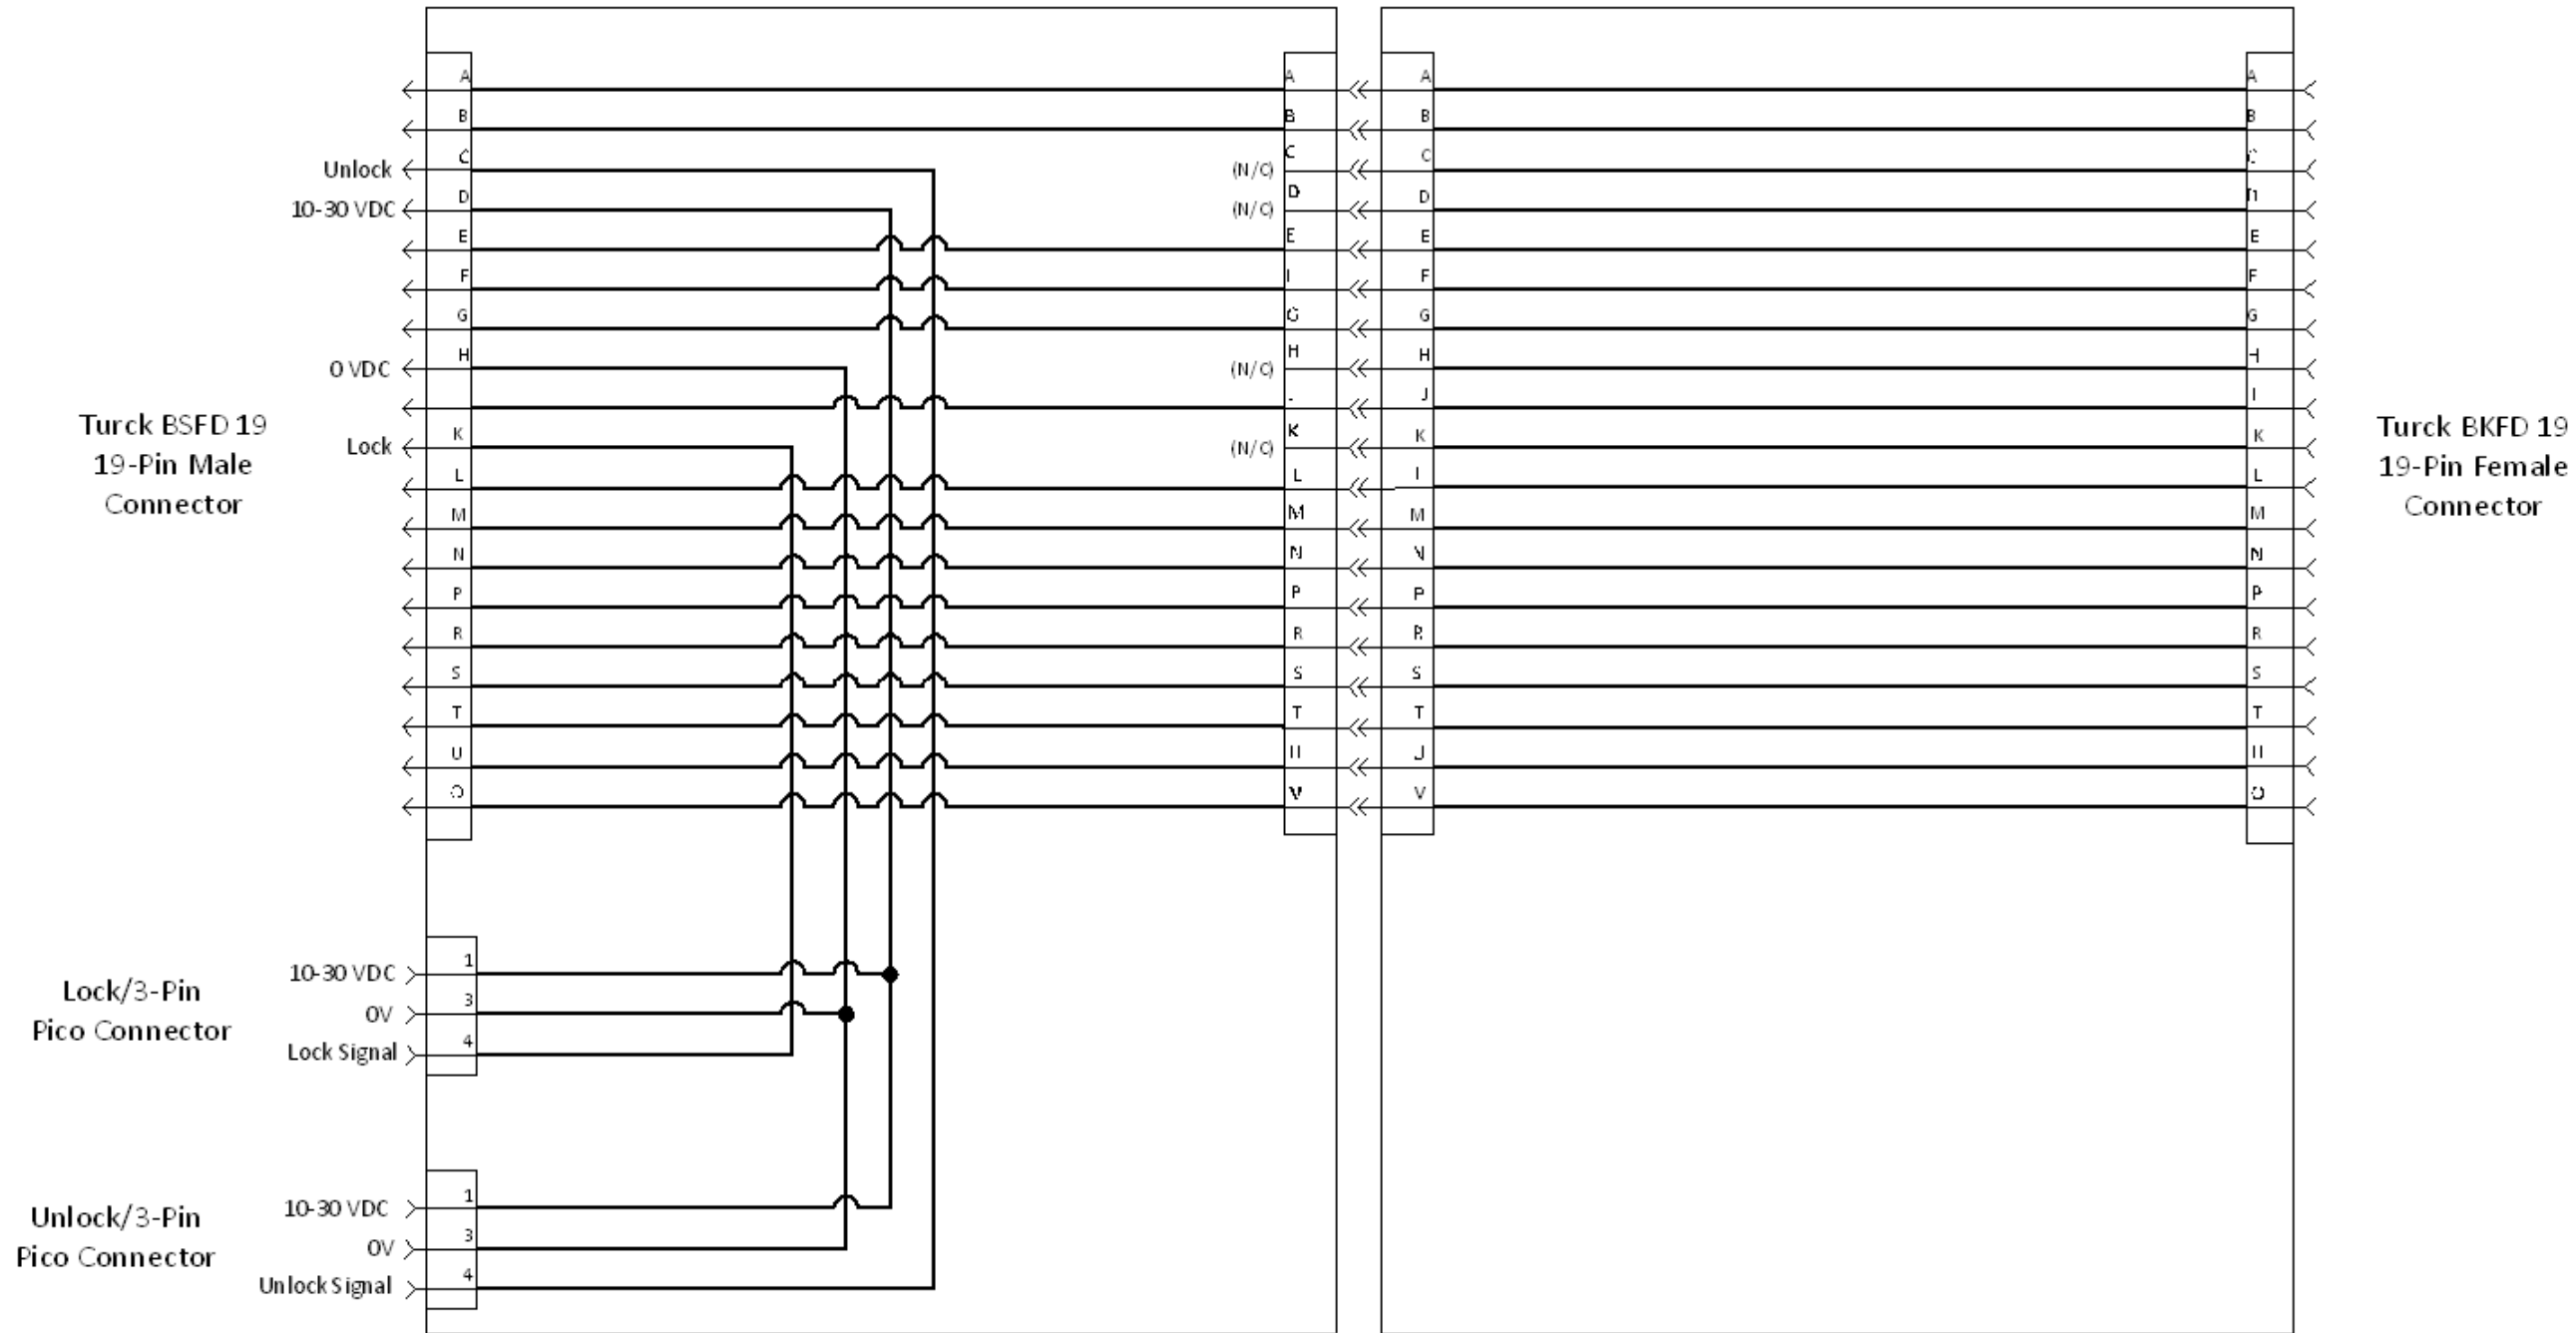 A
B
C
D
E
F
G
H
K
L
M
N
P
R
S
T
U
O
Unlock
10-30 VDC
0 VDC
Lock
Turck BSFD 19
19-Pin Male
Connector
A
B
(N/C) C
(N/C) D
E
G
(N/C) H
(N/C) K
L
M
N
P
R
S
T
V
A
B
C
D
E
F
G
H
J
K
M
P
R
S
T
V
A
B
E
F
G
K
L
M
N
P
R
S
T
O
Turck BKFD 19
19-Pin Female
Connector
Lock/3-Pin
Pico Connector
10-30 VDC 1
0V 3
Lock Signal 4
Unlock/3-Pin
Pico Connector
10-30 VDC 1
0V 3
Unlock Signal 4